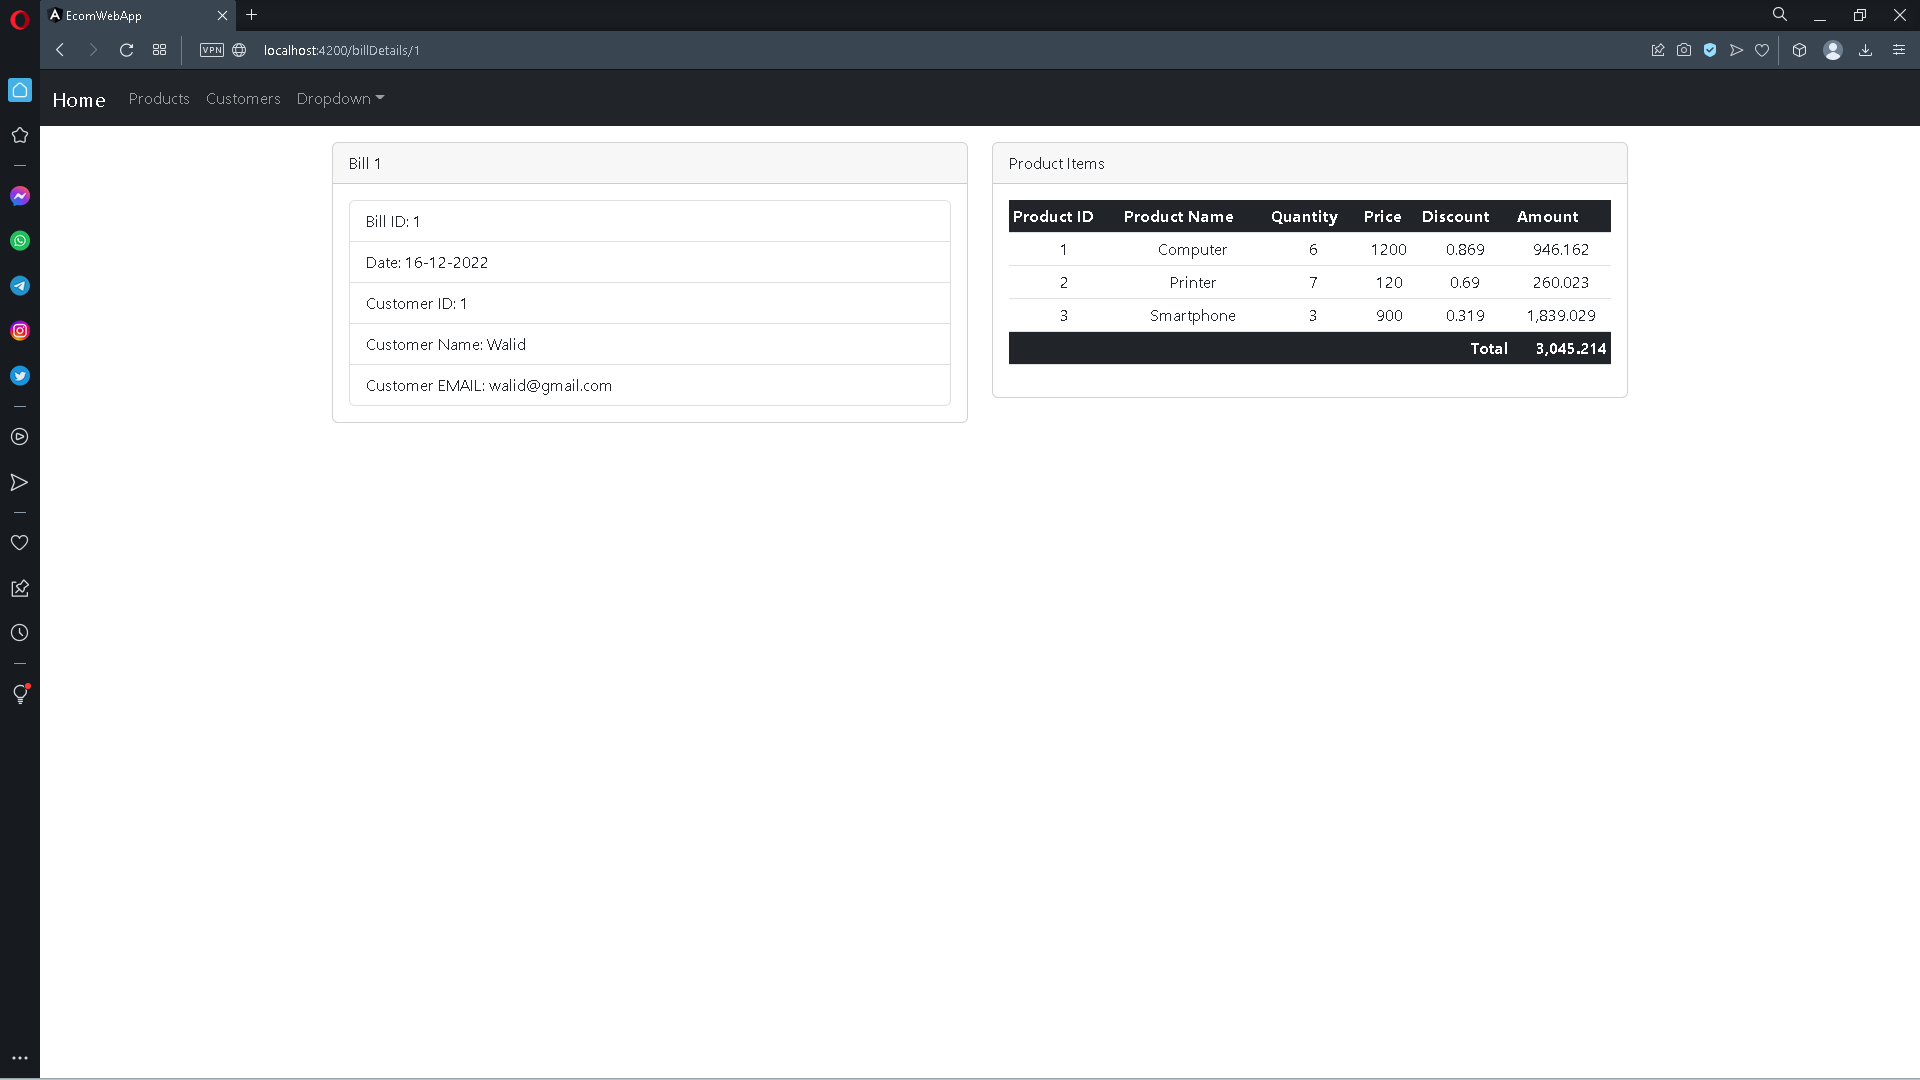 EcomWebApp
VPN localhost:4200/billDetails/1
Home Products Customers Dropdown
Bill 1
Bill ID: 1
Date: 16-12-2022
Customer ID: 1
Customer Name: Walid
Customer EMAIL: walid@gmail.com
Product Items
Product ID Product Name Quantity Price Discount Amount
1 Computer 6 1200 0.869 946.162
2 Printer 7 120 0.69 260.023
3 Smartphone 3 900 0.319 1,839.029
Total 3,045.214